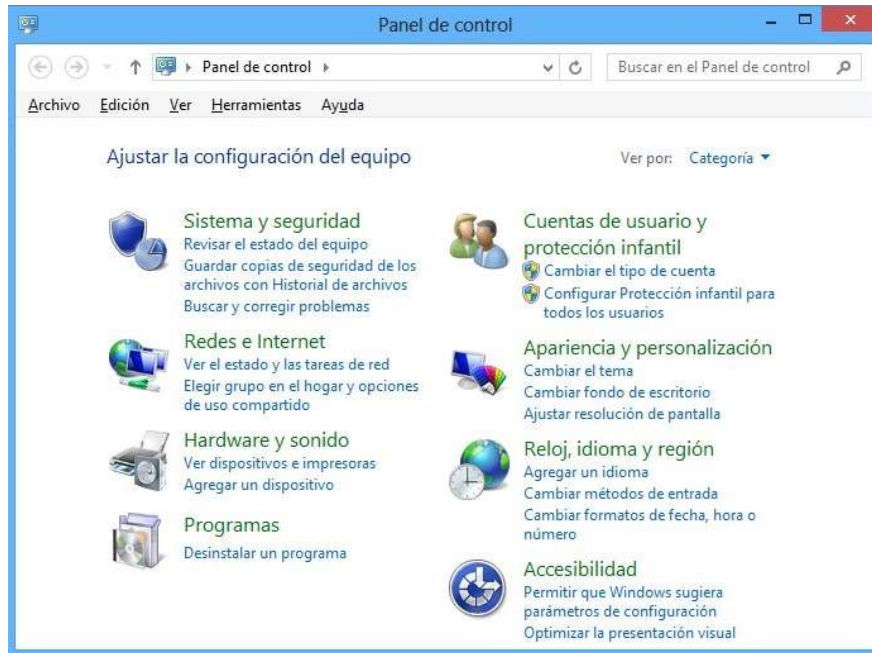 Panel de control
Panel de control
Buscar en el Panel de control
Archivo Edición Ver Herramientas Ayuda
Ajustar la configuración del equipo
Ver por: Categoría
Sistema y seguridad
Revisar el estado del equipo
Guardar copias de seguridad de los
archivos con Historial de archivos
Buscar y corregir problemas
Redes e Internet
Ver el estado y las tareas de red
Elegir grupo en el hogar y opciones
de uso compartido
Hardware y sonido
Ver dispositivos e impresoras
Agregar un dispositivo
Programas
Desinstalar un programa
Cuentas de usuario y
protección infantil
Cambiar el tipo de cuenta
Configurar Protección infantil para
todos los usuarios
Apariencia y personalización
Cambiar el tema
Cambiar fondo de escritorio
Ajustar resolución de pantalla
Reloj, idioma y región
Agregar un idioma
Cambiar métodos de entrada
Cambiar formatos de fecha, hora o
número
Accesibilidad
Permitir que Windows sugiera
parámetros de configuración
Optimizar la presentación visual